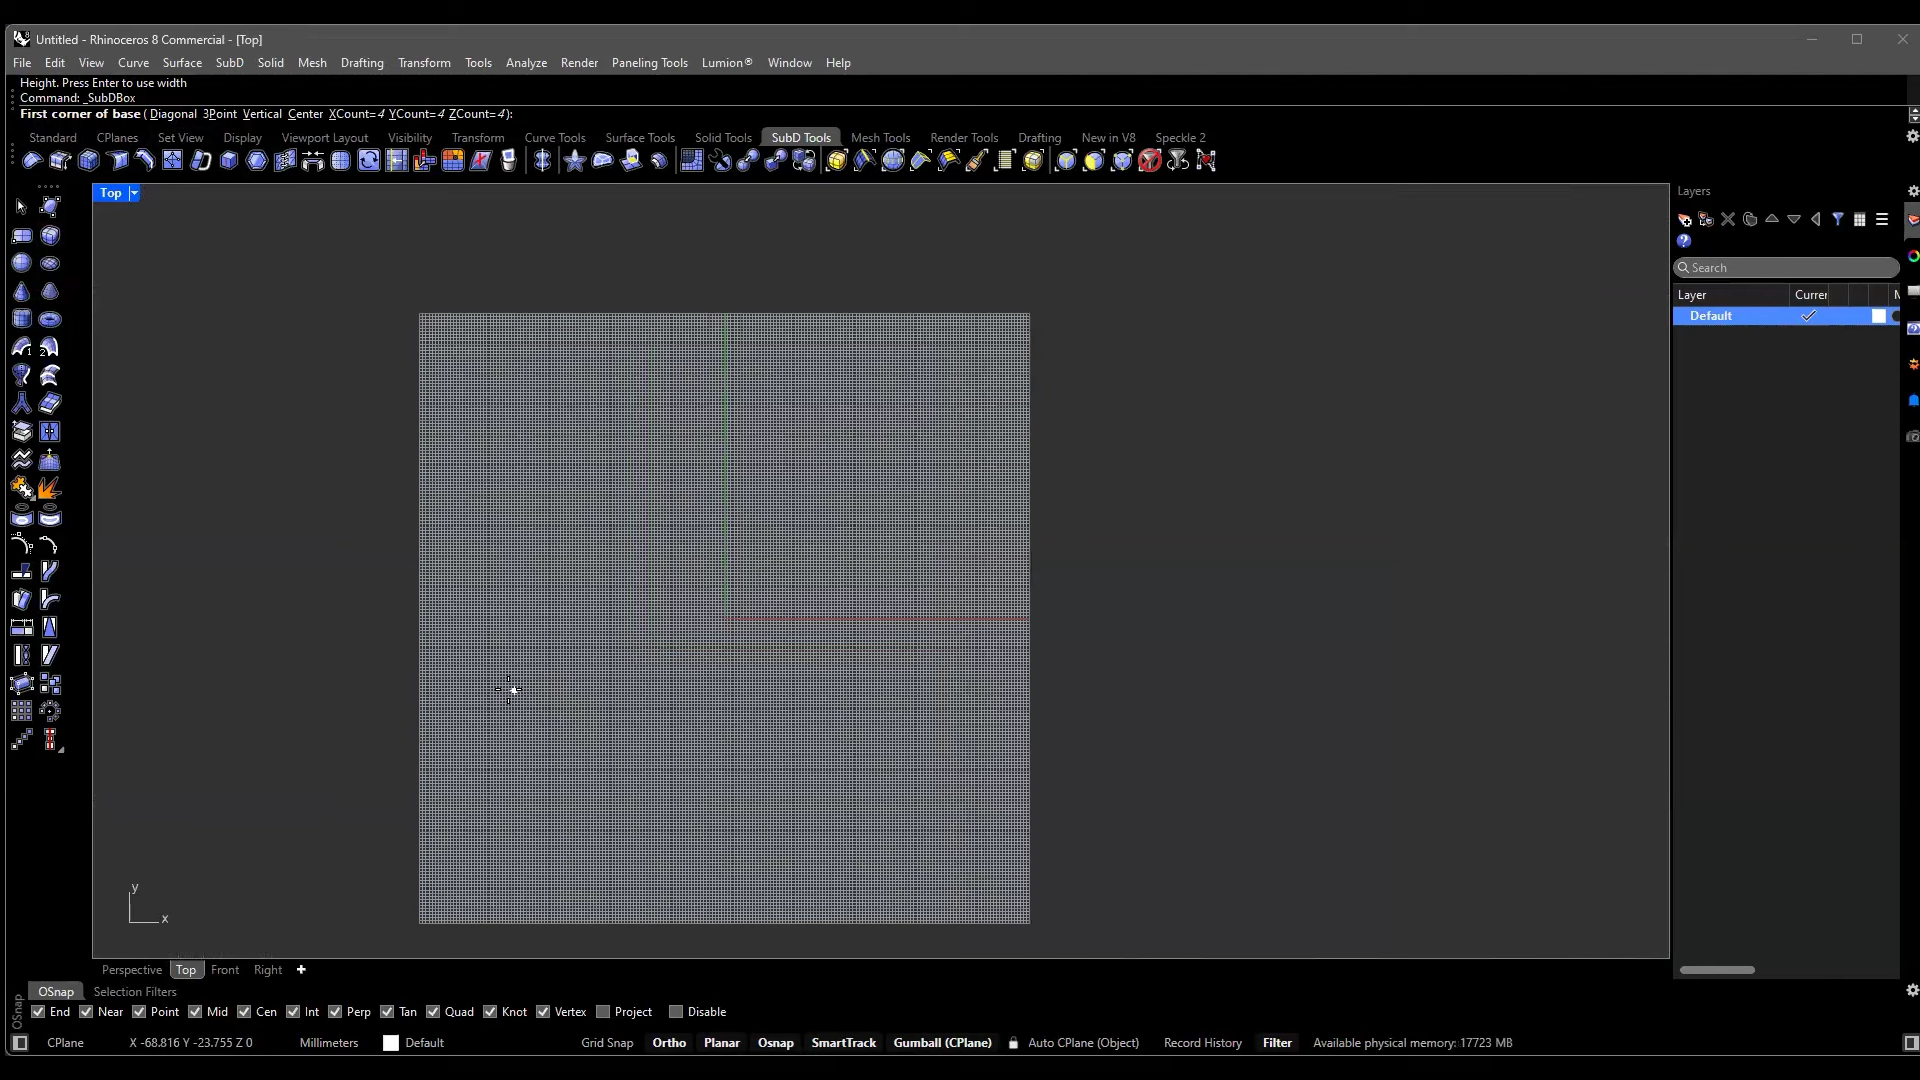 Untitled - Rhinoceros 8 Commercial - [Top]
File Edit View Curve Surface SubD Solid Mesh Drafting Transform Tools Analyze Render Paneling Tools Lumion® Window Help
Height. Press Enter to use width
Command: _SubDBox
First corner of base ( Diagonal 3Point Vertical Center XCount=4 YCount=4 ZCount=4 ):
Standard CPlanes Set View Display Viewport Layout Visibility Transform Curve Tools Surface Tools Solid Tools SubD Tools Mesh Tools Render Tools Drafting New in V8 Speckle 2
Top
Layers
Search
Layer Currer
Default
1 2
y
x
Perspective Top Front Right
OSnap Selection Filters
OSnap
End Near Point Mid Cen Int Perp Tan Quad Knot Vertex Project Disable
CPlane X -68.816 Y -23.755 Z 0 Millimeters Default Grid Snap Ortho Planar Osnap SmartTrack Gumball (CPlane) Auto CPlane (Object) Record History Filter Available physical memory: 17723 MB